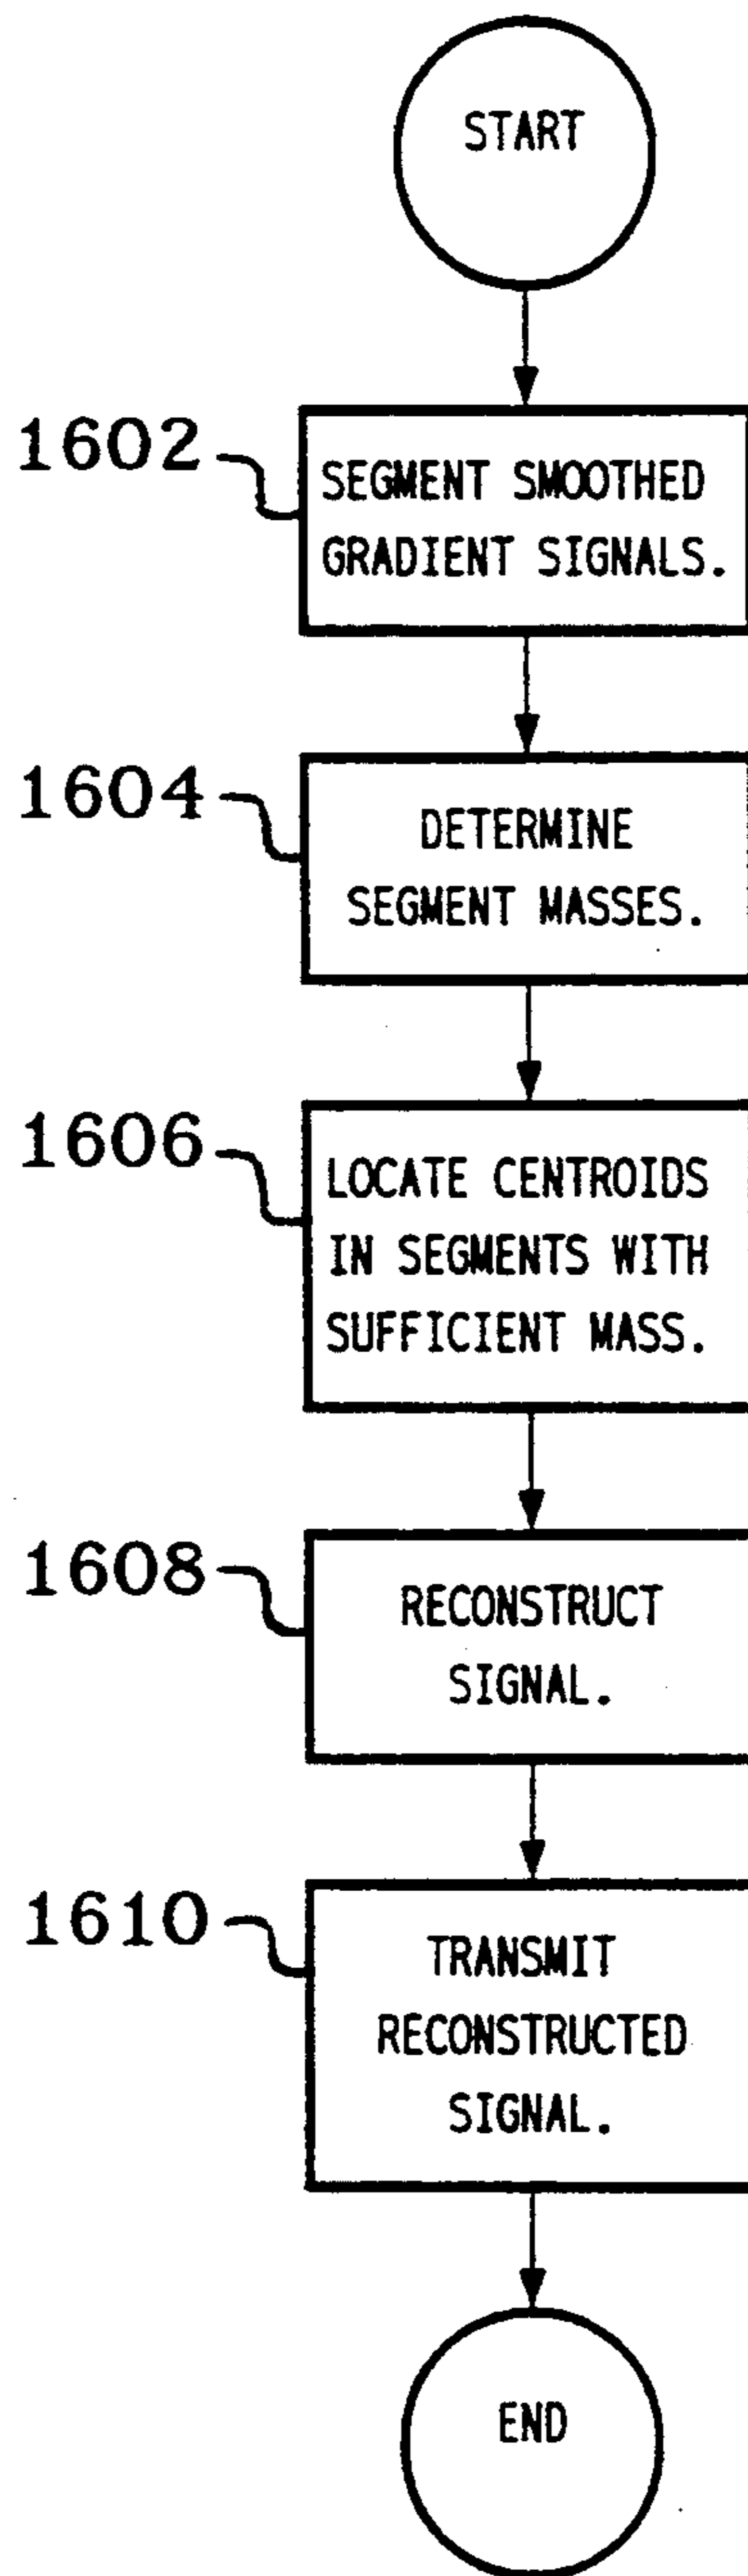 START
1602
SEGMENT SMOOTHED
GRADIENT SIGNALS.
1604
DETERMINE
SEGMENT MASSES.
1606
LOCATE CENTROIDS
IN SEGMENTS WITH
SUFFICIENT MASS.
1608
RECONSTRUCT
SIGNAL.
1610
TRANSMIT
RECONSTRUCTED
SIGNAL.
END